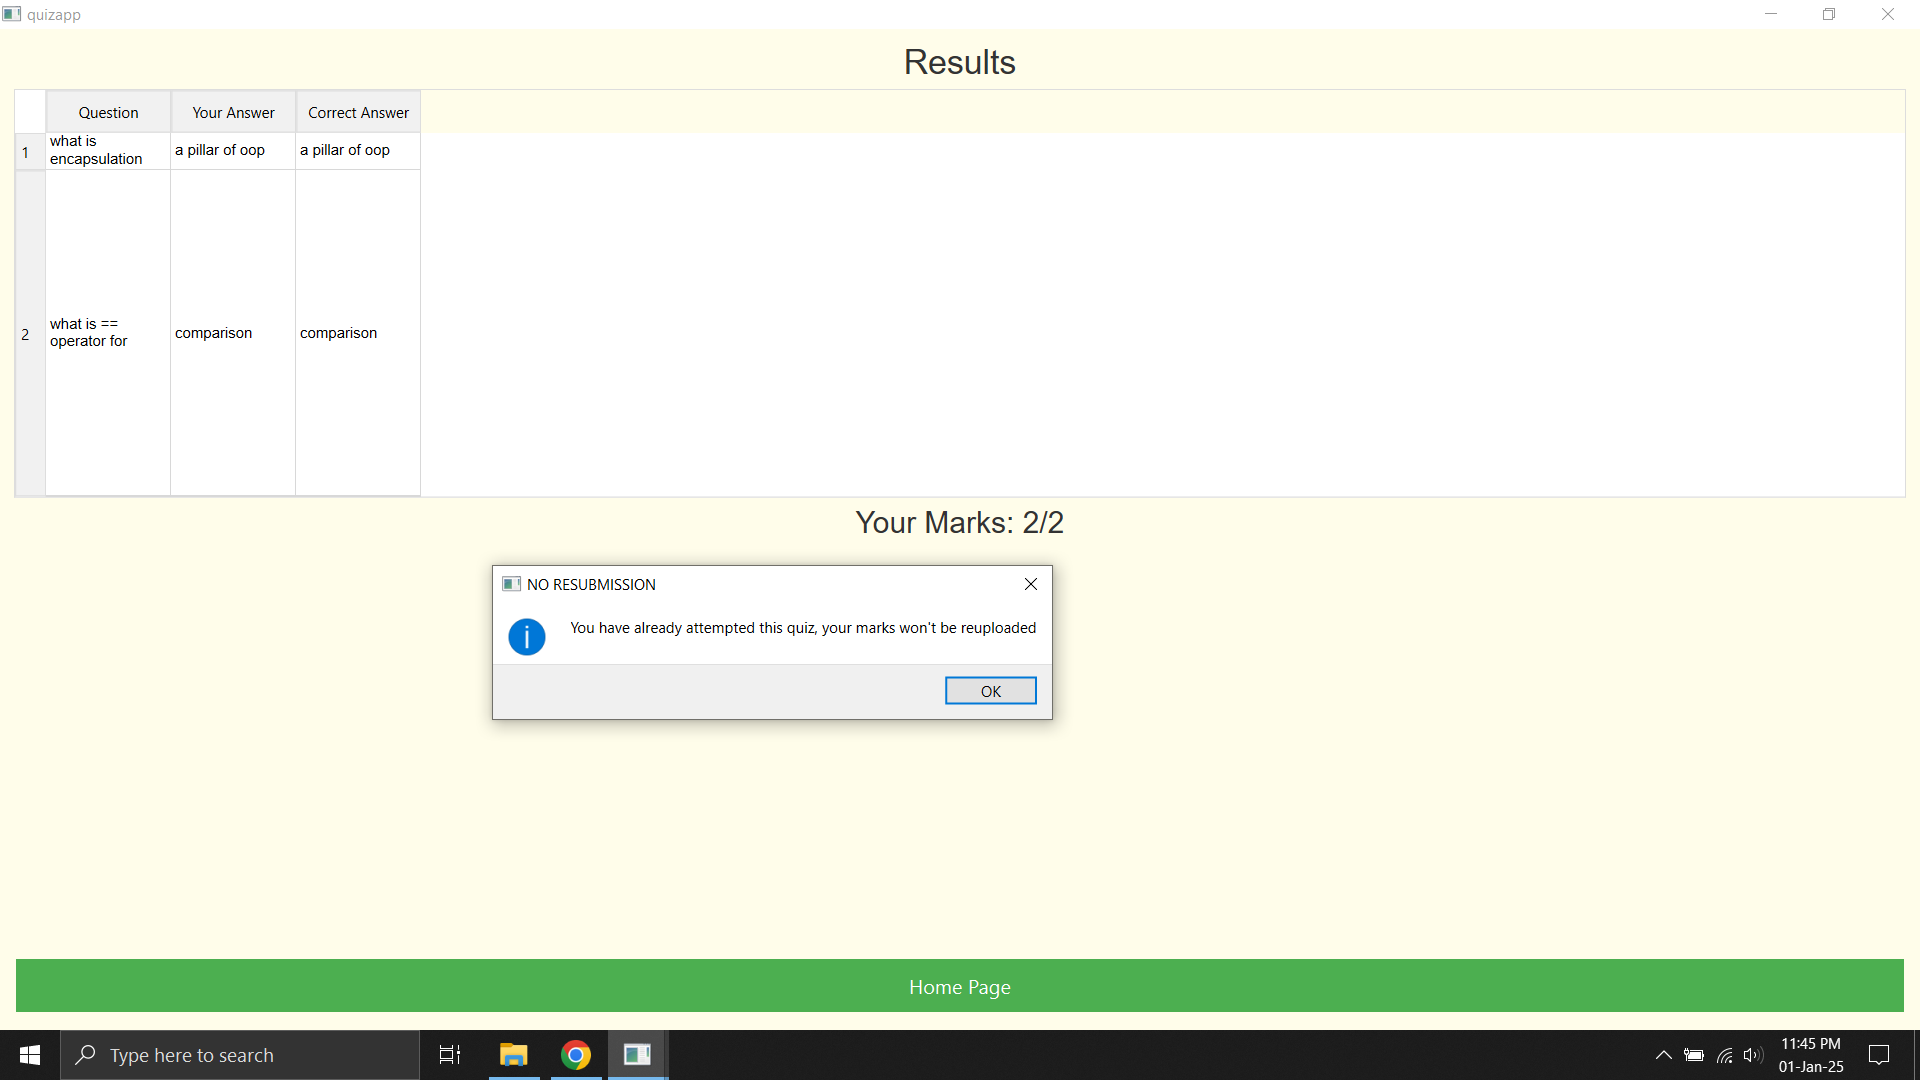 quizapp
Results
Question Your Answer Correct Answer
1 what is encapsulation a pillar of oop a pillar of oop
2 what is == operator for comparison comparison
Your Marks: 2/2
NO RESUBMISSION
You have already attempted this quiz, your marks won't be reuploaded
OK
Home Page
Type here to search
11:45 PM
01-Jan-25